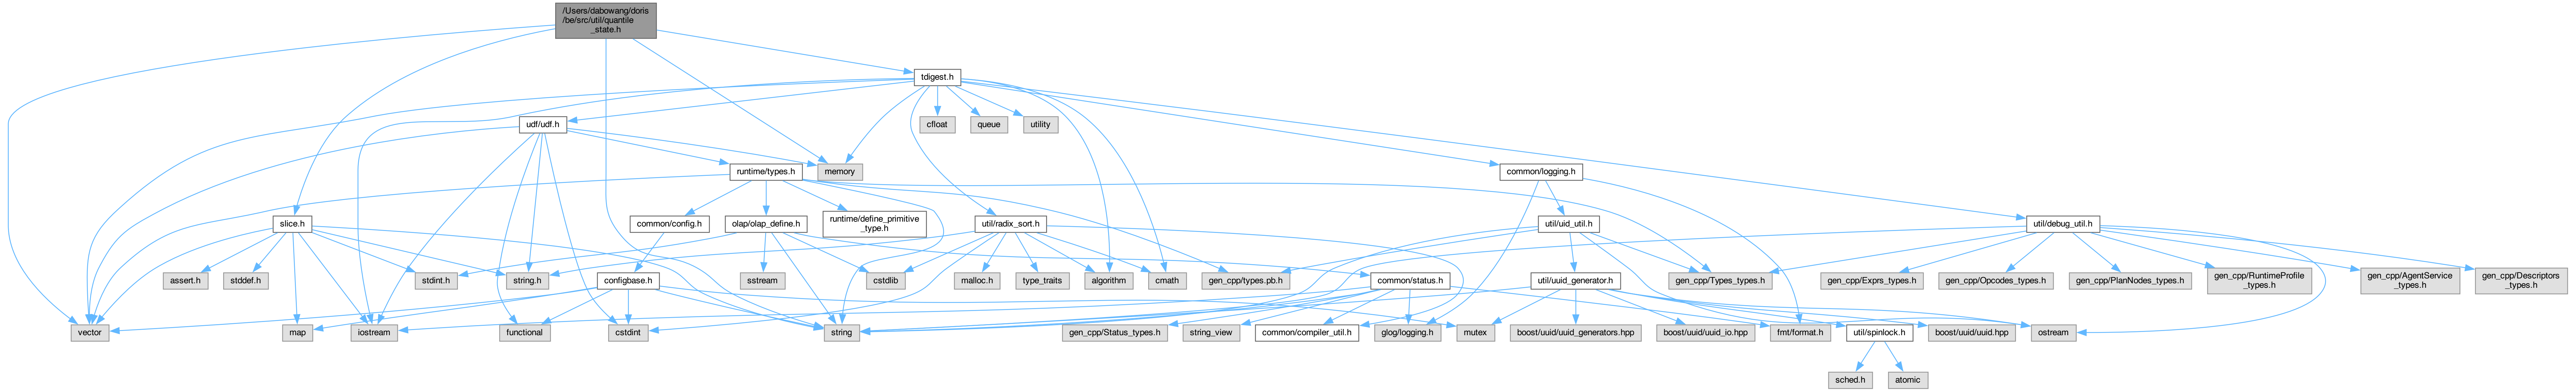 /Users/dabowang/doris
/be/src/util/quantile
_state.h
tdigest.h
udf/udf.h
cfloat
queue
utility
runtime/types.h
memory
common/logging.h
slice.h
common/config.h
olap/olap_define.h
runtime/define_primitive
_type.h
util/radix_sort.h
util/uid_util.h
util/debug_util.h
assert.h
stddef.h
stdint.h
string.h
configbase.h
sstream
cstdlib
malloc.h
type_traits
algorithm
cmath
gen_cpp/types.pb.h
common/status.h
util/uuid_generator.h
gen_cpp/Types_types.h
gen_cpp/Exprs_types.h
gen_cpp/Opcodes_types.h
gen_cpp/PlanNodes_types.h
gen_cpp/RuntimeProfile
_types.h
gen_cpp/AgentService
_types.h
gen_cpp/Descriptors
_types.h
vector
map
iostream
functional
cstdint
string
gen_cpp/Status_types.h
string_view
common/compiler_util.h
glog/logging.h
mutex
boost/uuid/uuid_generators.hpp
boost/uuid/uuid_io.hpp
fmt/format.h
util/spinlock.h
boost/uuid/uuid.hpp
ostream
sched.h
atomic